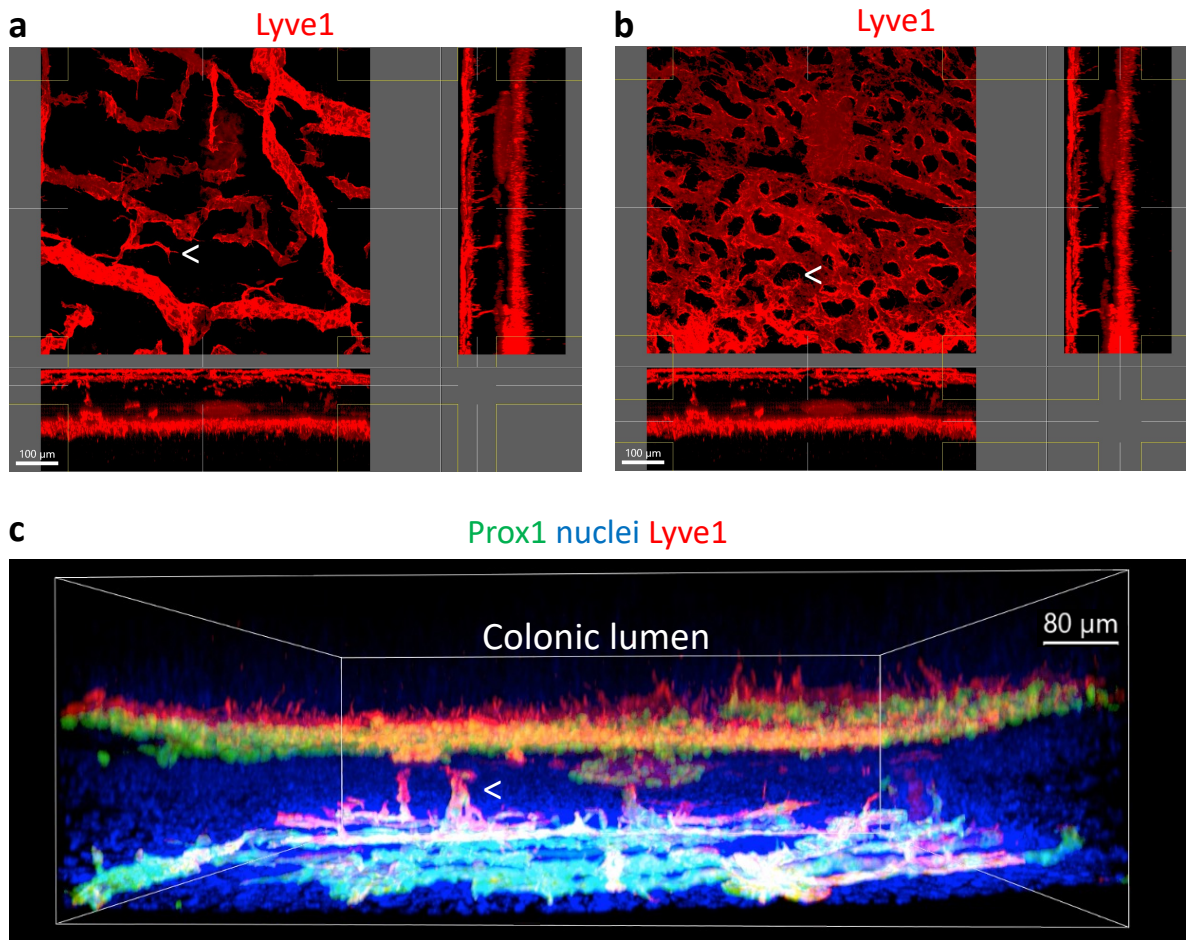 a
Lyve1
<
100 µm
b
Lyve1
<
100 µm
c
Prox1 nuclei Lyve1
Colonic lumen
80 µm
<